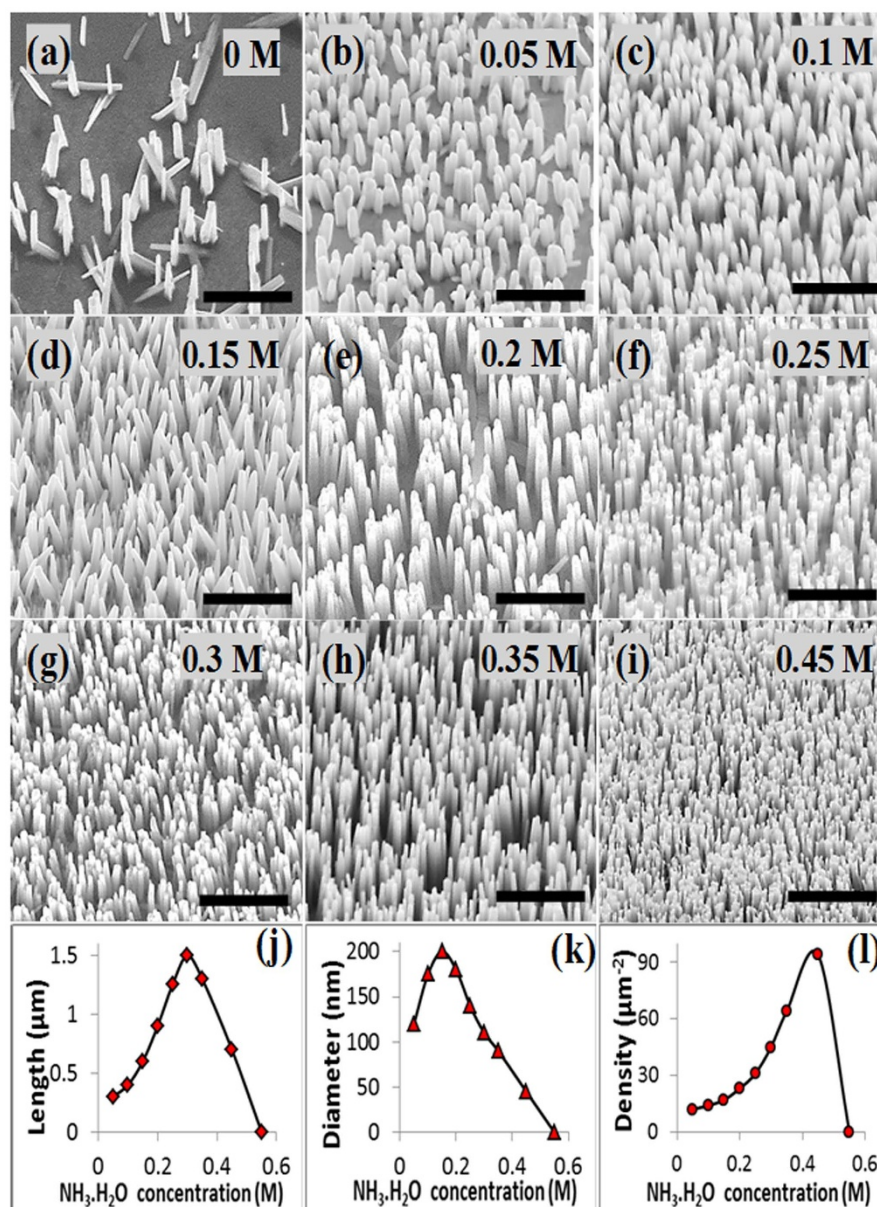 (a) 0 M
(b) 0.05 M
(c) 0.1 M
(d) 0.15 M
(e) 0.2 M
(f) 0.25 M
(g) 0.3 M
(h) 0.35 M
(i) 0.45 M
(j)
Length (μm)
1.5
1
0.5
0
0 0.2 0.4 0.6
NH₃.H₂O concentration (M)
(k)
Diameter (nm)
200
150
100
50
0
0 0.2 0.4 0.6
NH₃.H₂O concentration (M)
(l)
Density (μm⁻²)
90
60
30
0
0 0.2 0.4 0.6
NH₃.H₂O concentration (M)